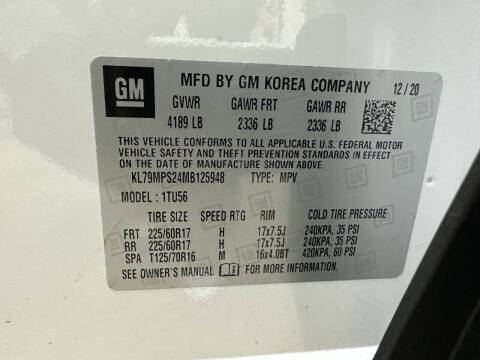 GM MFD BY GM KOREA COMPANY 12/20
GVWR GAWR FRT GAWR RR
4189 LB 2336 LB 2336 LB
THIS VEHICLE CONFORMS TO ALL APPLICABLE U.S. FEDERAL MOTOR
VEHICLE SAFETY AND THEFT PREVENTION STANDARDS IN EFFECT ON THE
DATE OF MANUFACTURE SHOWN ABOVE.
KL79MPS24MB125948 TYPE: MPV
MODEL: 1TU56
TIRE SIZE SPEED RTG RIM COLD TIRE PRESSURE
FRT 225/60R17 H 17x7.5J 240KPA, 35 PSI
RR 225/60R17 H 17x7.5J 240KPA, 35 PSI
SPA T125/70R16 M 16x4.0BT 420KPA, 60 PSI
SEE OWNER'S MANUAL FOR MORE INFORMATION.